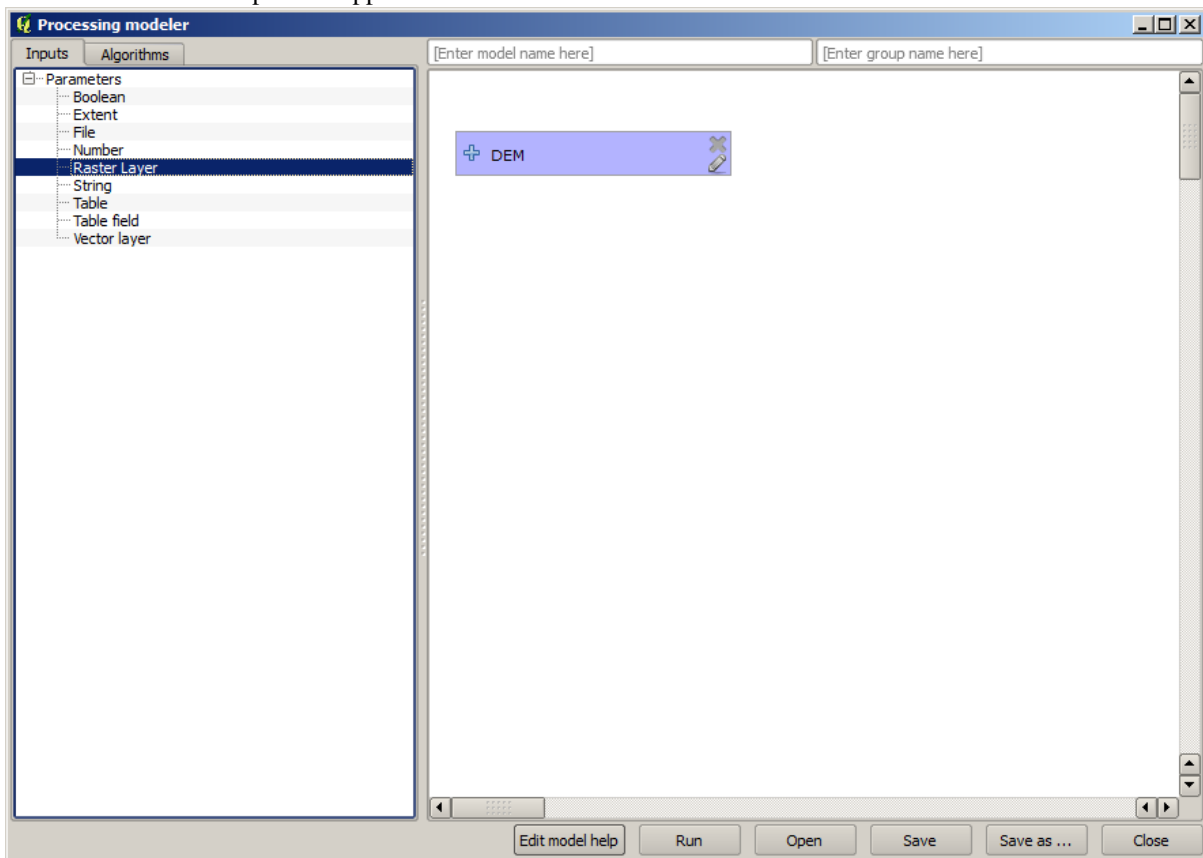 Processing modeler
Inputs Algorithms
[Enter model name here] [Enter group name here]
Parameters
Boolean
Extent
File
Number
Raster Layer
String
Table
Table field
Vector layer
DEM
Edit model help Run Open Save Save as ... Close